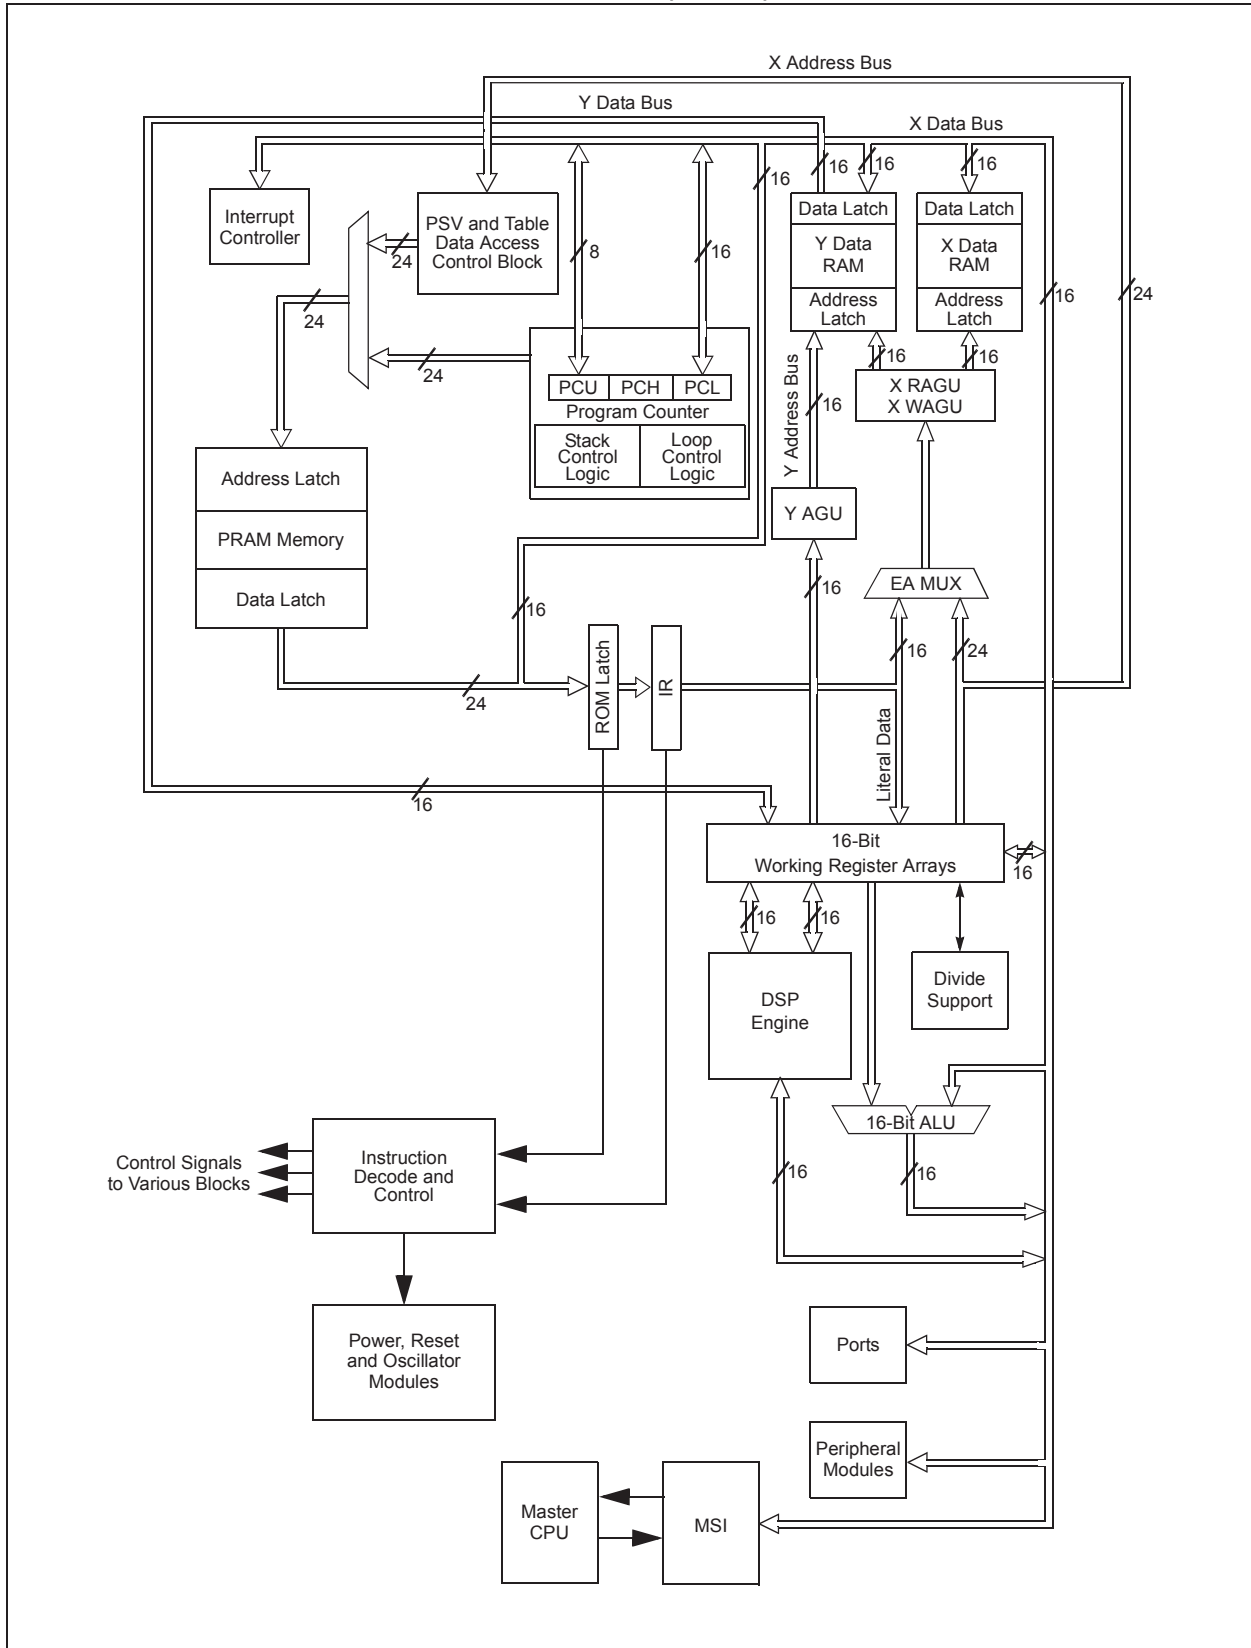 X Address Bus
Y Data Bus
X Data Bus
16
16
16
16
Interrupt
Controller
PSV and Table
Data Access
Control Block
Data Latch
Y Data
RAM
Address
Latch
Data Latch
X Data
RAM
Address
Latch
24
8
16
16
24
24
24
16
16
PCU
PCH
PCL
Program Counter
Stack
Control
Logic
Loop
Control
Logic
X RAGU
X WAGU
Y Address Bus
16
Address Latch
PRAM Memory
Data Latch
Y AGU
EA MUX
16
16
16
24
24
ROM Latch
IR
Literal Data
16
16-Bit
Working Register Arrays
16
16
16
DSP
Engine
Divide
Support
16-Bit ALU
16
16
Control Signals
to Various Blocks
Instruction
Decode and
Control
Power, Reset
and Oscillator
Modules
Ports
Peripheral
Modules
Master
CPU
MSI